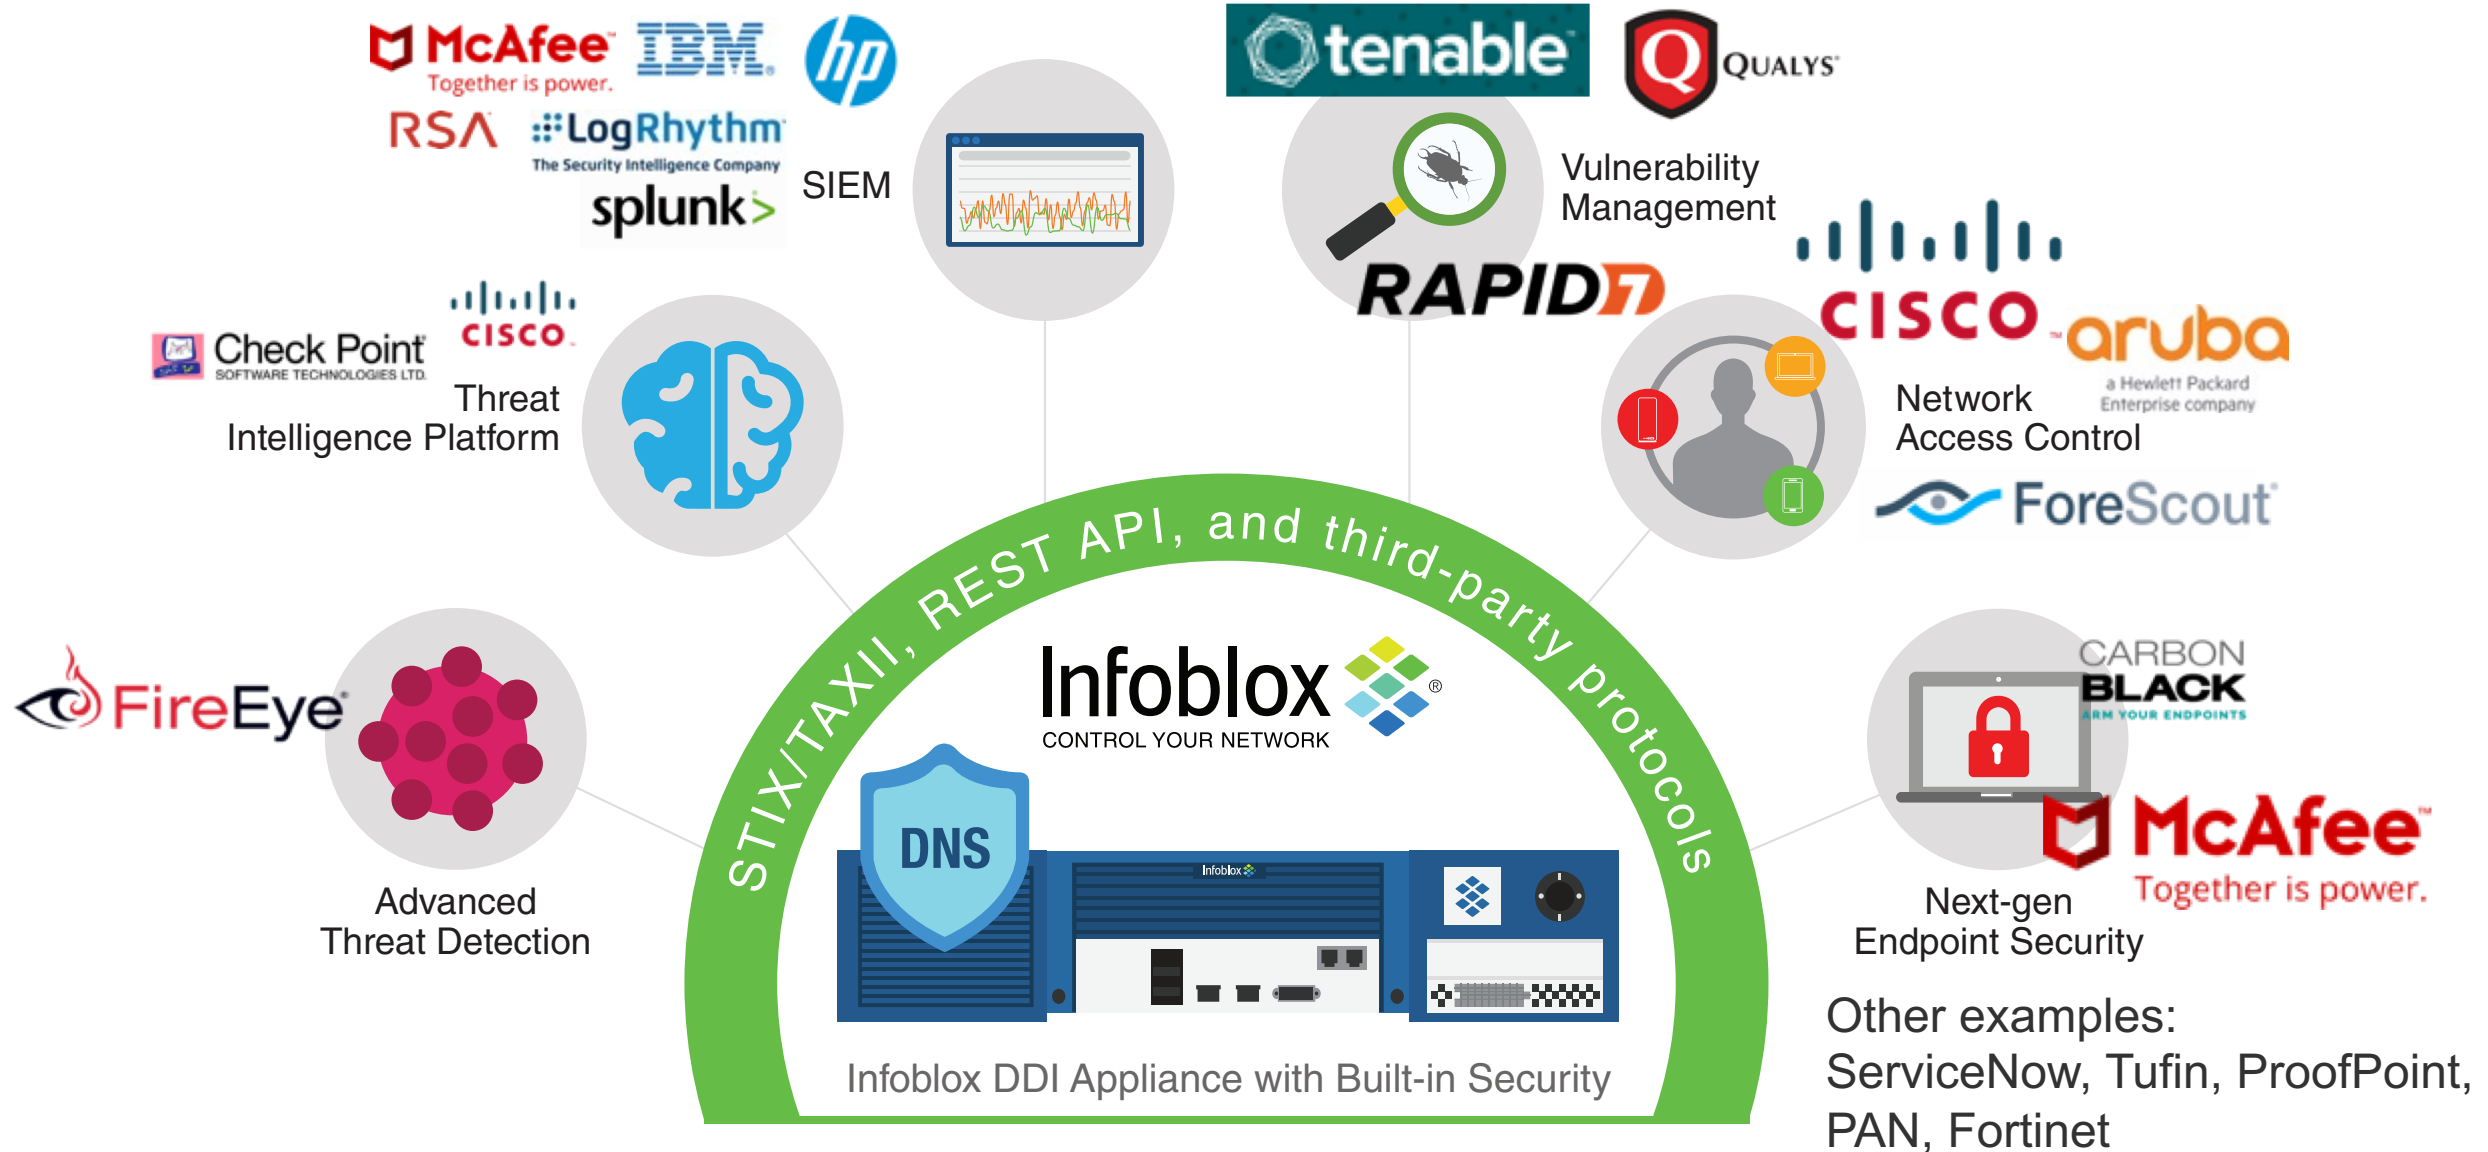 McAfee™
Together is power.
IBM®
hp
RSA
LogRhythm
The Security Intelligence Company
splunk>
SIEM
tenable™
QUALYS®
Vulnerability
Management
RAPID7
Check Point
SOFTWARE TECHNOLOGIES LTD.
CISCO
Threat
Intelligence Platform
CISCO™
aruba
a Hewlett Packard
Enterprise company
Network
Access Control
ForeScout®
FireEye®
Advanced
Threat Detection
STIX/TAXII, REST API, and third-party protocols
Infoblox®
CONTROL YOUR NETWORK
DNS
Infoblox
Infoblox DDI Appliance with Built-in Security
CARBON
BLACK
ARM YOUR ENDPOINTS
McAfee™
Together is power.
Next-gen
Endpoint Security
Other examples:
ServiceNow, Tufin, ProofPoint,
PAN, Fortinet